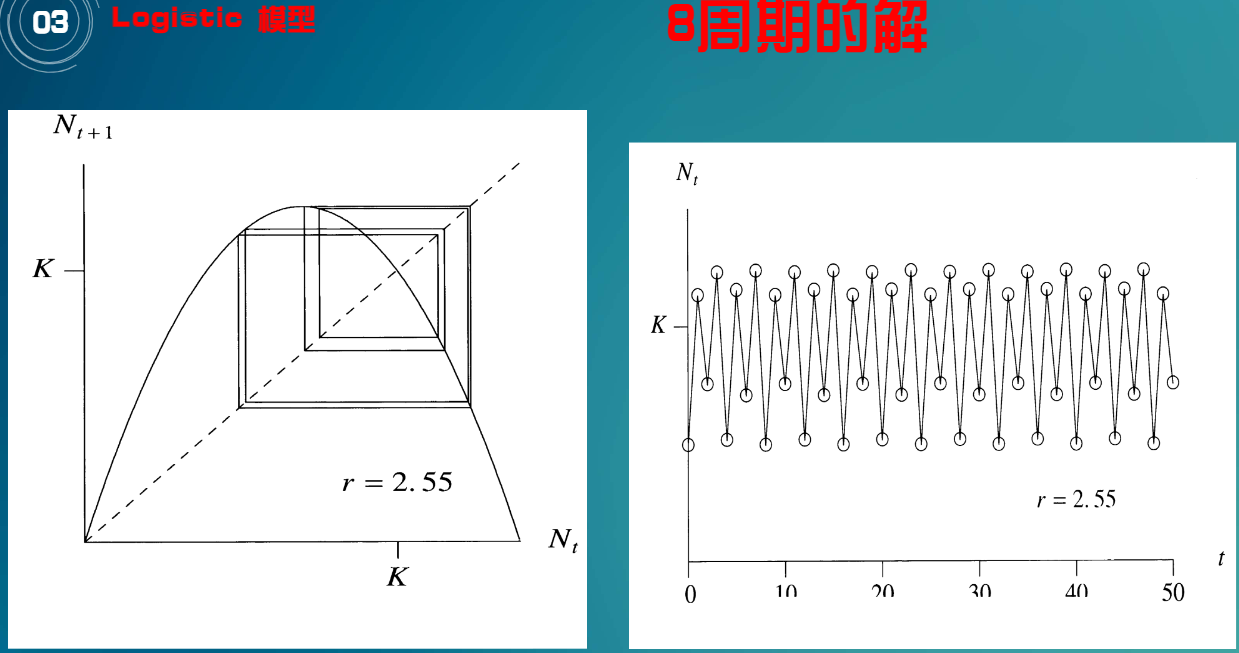 03
Logistic 模型
8周期的解
N_{t+1}
K
r = 2.55
N_t
K
N_t
K
r = 2.55
t
0 10 20 30 40 50